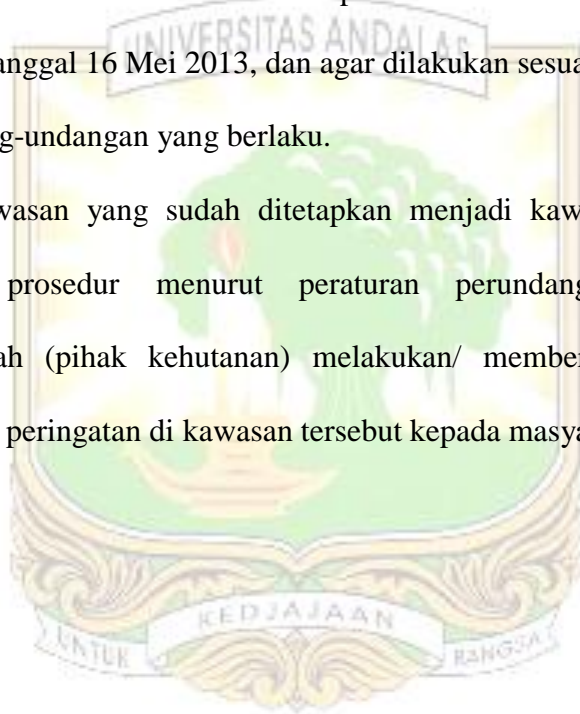 UNIVERSITAS ANDALAS
anggal 16 Mei 2013, dan agar dilakukan sesua
g-undangan yang berlaku.
wasan yang sudah ditetapkan menjadi kaw
prosedur menurut peraturan perundang
ah (pihak kehutanan) melakukan/ member
peringatan di kawasan tersebut kepada masya
KEDJAJAAN
UNTUK BANGSA